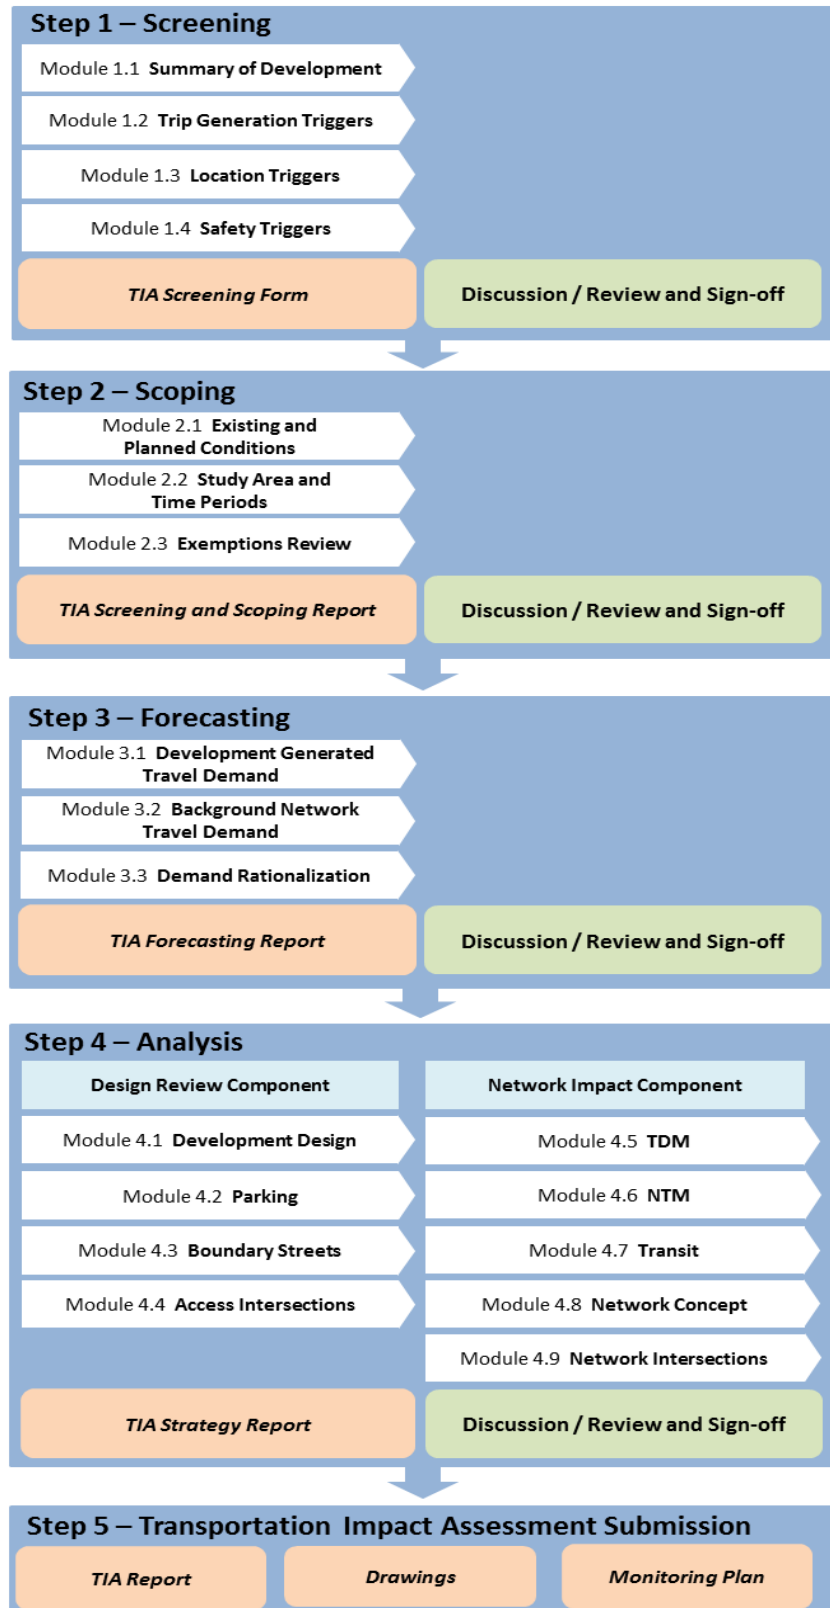 Step 1 – Screening
Module 1.1 Summary of Development
Module 1.2 Trip Generation Triggers
Module 1.3 Location Triggers
Module 1.4 Safety Triggers
TIA Screening Form
Discussion / Review and Sign-off
Step 2 – Scoping
Module 2.1 Existing and
Planned Conditions
Module 2.2 Study Area and
Time Periods
Module 2.3 Exemptions Review
TIA Screening and Scoping Report
Discussion / Review and Sign-off
Step 3 – Forecasting
Module 3.1 Development Generated
Travel Demand
Module 3.2 Background Network
Travel Demand
Module 3.3 Demand Rationalization
TIA Forecasting Report
Discussion / Review and Sign-off
Step 4 – Analysis
Design Review Component
Module 4.1 Development Design
Module 4.2 Parking
Module 4.3 Boundary Streets
Module 4.4 Access Intersections
Network Impact Component
Module 4.5 TDM
Module 4.6 NTM
Module 4.7 Transit
Module 4.8 Network Concept
Module 4.9 Network Intersections
TIA Strategy Report
Discussion / Review and Sign-off
Step 5 – Transportation Impact Assessment Submission
TIA Report
Drawings
Monitoring Plan